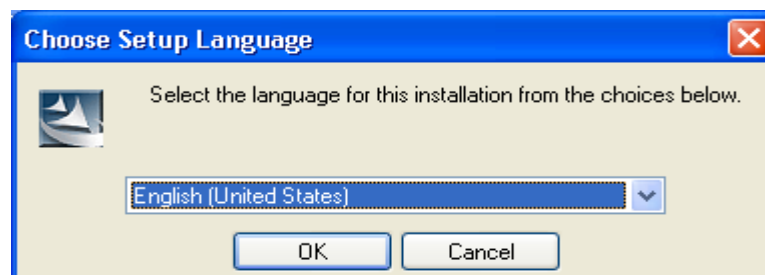 Choose Setup Language
Select the language for this installation from the choices below.
English (United States)
OK
Cancel